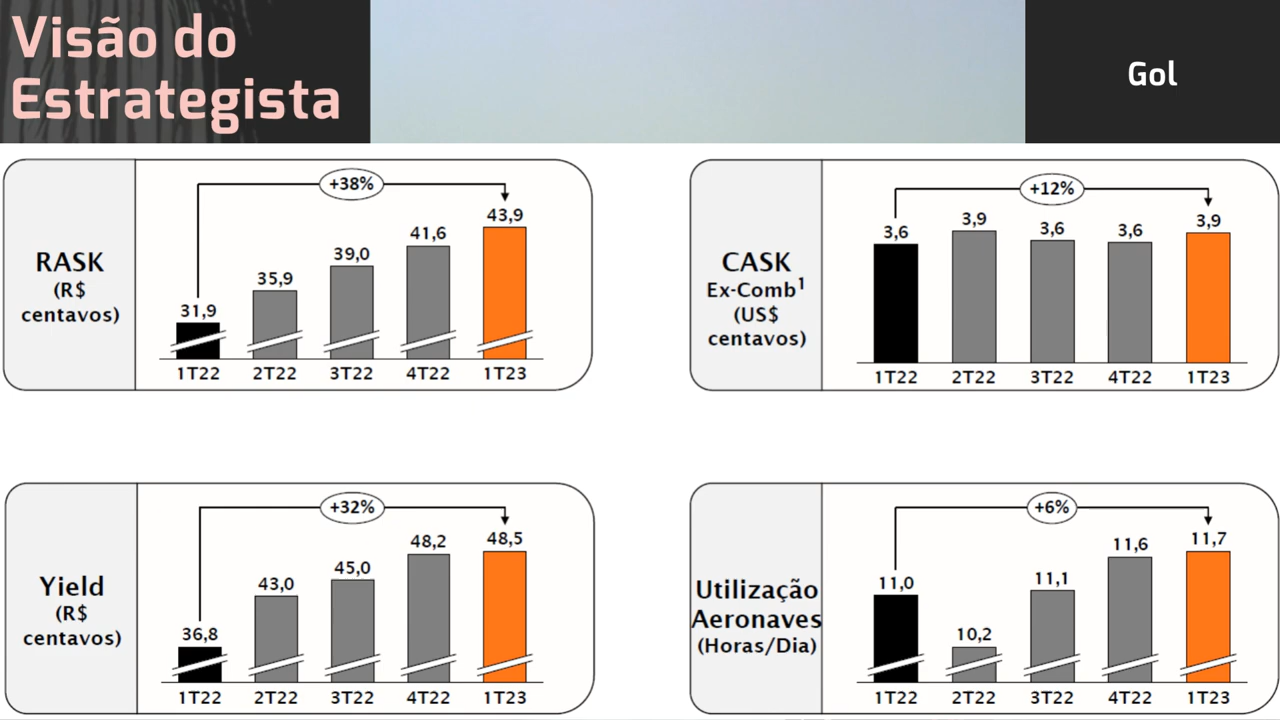 Visão do
Estrategista
Gol
RASK
(R$
centavos)
+38%
31,9
35,9
39,0
41,6
43,9
1T22
2T22
3T22
4T22
1T23
CASK
Ex-Comb¹
(US$
centavos)
+12%
3,6
3,9
3,6
3,6
3,9
1T22
2T22
3T22
4T22
1T23
Yield
(R$
centavos)
+32%
36,8
43,0
45,0
48,2
48,5
1T22
2T22
3T22
4T22
1T23
Utilização
Aeronaves
(Horas/Dia)
+6%
11,0
10,2
11,1
11,6
11,7
1T22
2T22
3T22
4T22
1T23